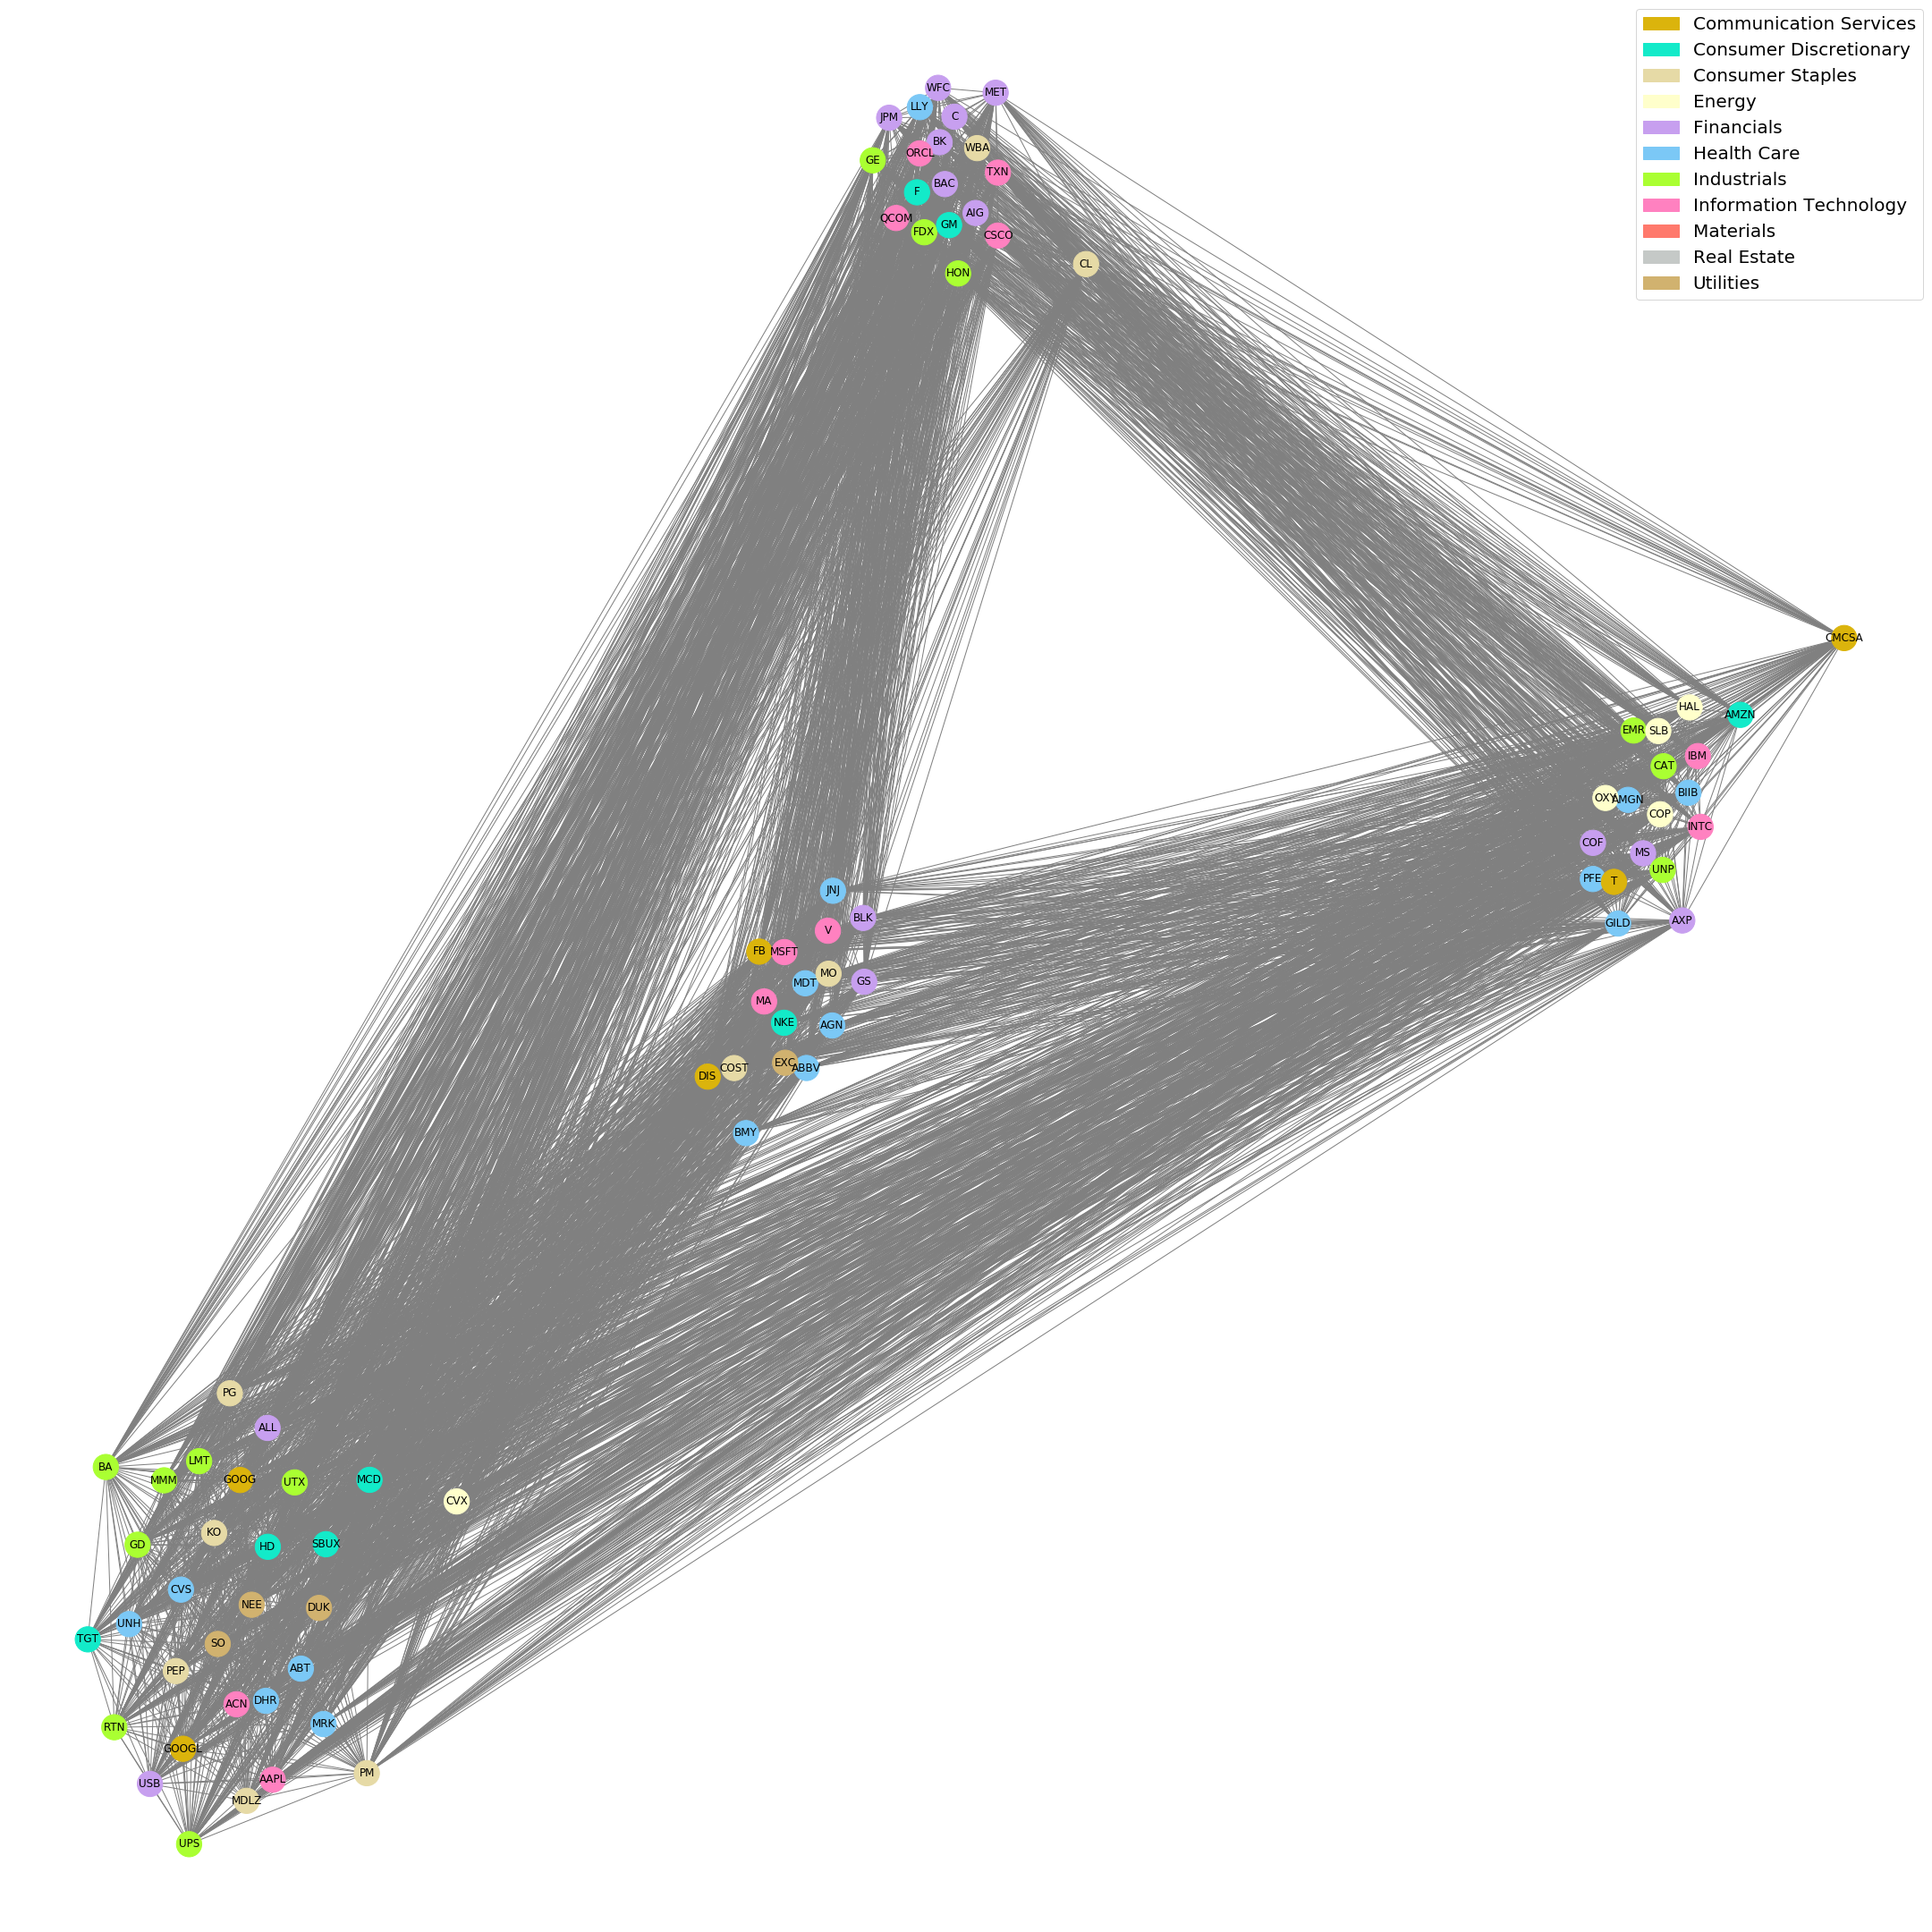 Communication Services
Consumer Discretionary
Consumer Staples
Energy
Financials
Health Care
Industrials
Information Technology
Materials
Real Estate
Utilities
WFC
MET
LLY
JPM
C
BK
WBA
ORCL
GE
TXN
BAC
F
AIG
QCOM
GM
FDX
CSCO
CL
HON
CMCSA
HAL
AMZN
EMR
SLB
IBM
CAT
BIIB
OXY
AMGN
COP
INTC
COF
MS
UNP
PFE
T
GILD
AXP
JNJ
BLK
V
FB
MSFT
MO
MDT
GS
MA
NKE
AGN
EXC
ABBV
COST
DIS
BMY
PG
ALL
LMT
BA
MMM
GOOG
UTX
MCD
CVX
KO
GD
HD
SBUX
CVS
NEE
DUK
UNH
TGT
SO
PEP
ABT
DHR
ACN
MRK
RTN
GOOGL
PM
AAPL
USB
MDLZ
UPS